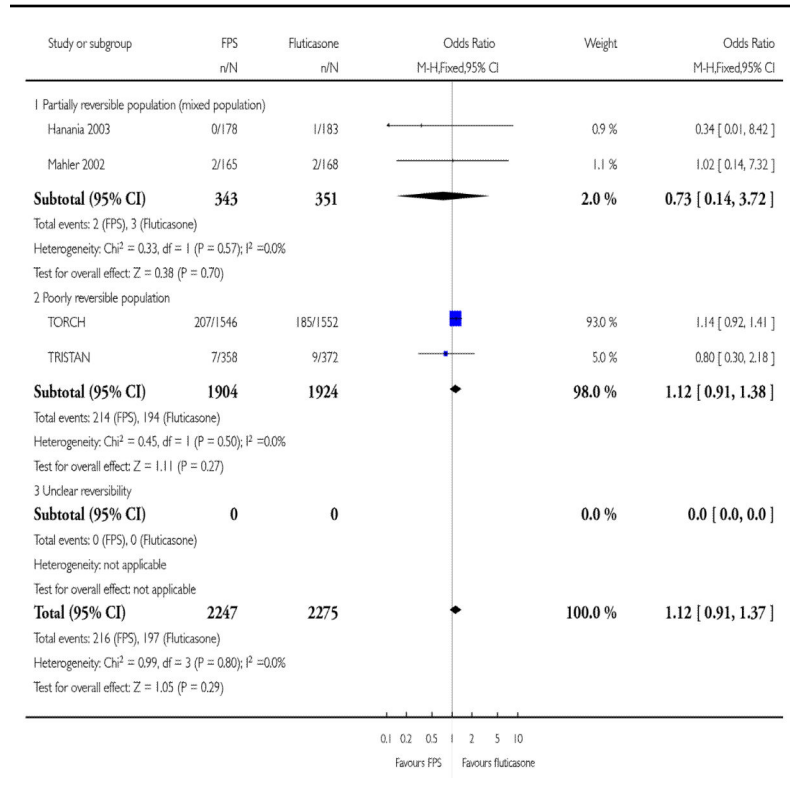 Study or subgroup FPS Fluticasone Odds Ratio Weight Odds Ratio
n/N n/N M-H,Fixed,95% CI M-H,Fixed,95% CI
1 Partially reversible population (mixed population)
Hanania 2003 0/178 1/183 0.9 % 0.34 [ 0.01, 8.42 ]
Mahler 2002 2/165 2/168 1.1 % 1.02 [ 0.14, 7.32 ]
Subtotal (95% CI) 343 351 2.0 % 0.73 [ 0.14, 3.72 ]
Total events: 2 (FPS), 3 (Fluticasone)
Heterogeneity: Chi² = 0.33, df = 1 (P = 0.57); I² =0.0%
Test for overall effect: Z = 0.38 (P = 0.70)
2 Poorly reversible population
TORCH 207/1546 185/1552 93.0 % 1.14 [ 0.92, 1.41 ]
TRISTAN 7/358 9/372 5.0 % 0.80 [ 0.30, 2.18 ]
Subtotal (95% CI) 1904 1924 98.0 % 1.12 [ 0.91, 1.38 ]
Total events: 214 (FPS), 194 (Fluticasone)
Heterogeneity: Chi² = 0.45, df = 1 (P = 0.50); I² =0.0%
Test for overall effect: Z = 1.11 (P = 0.27)
3 Unclear reversibility
Subtotal (95% CI) 0 0 0.0 % 0.0 [ 0.0, 0.0 ]
Total events: 0 (FPS), 0 (Fluticasone)
Heterogeneity: not applicable
Test for overall effect: not applicable
Total (95% CI) 2247 2275 100.0 % 1.12 [ 0.91, 1.37 ]
Total events: 216 (FPS), 197 (Fluticasone)
Heterogeneity: Chi² = 0.99, df = 3 (P = 0.80); I² =0.0%
Test for overall effect: Z = 1.05 (P = 0.29)
0.1 0.2 0.5 1 2 5 10
Favours FPS Favours fluticasone